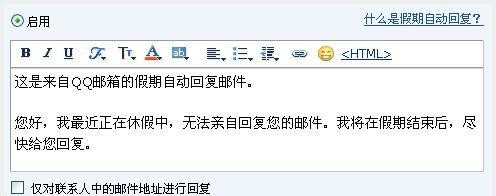 启用
什么是假期自动回复？
B I U F TT A ab <HTML>
这是来自QQ邮箱的假期自动回复邮件。
您好，我最近正在休假中，无法亲自回复您的邮件。我将在假期结束后，尽
快给您回复。
仅对联系人中的邮件地址进行回复